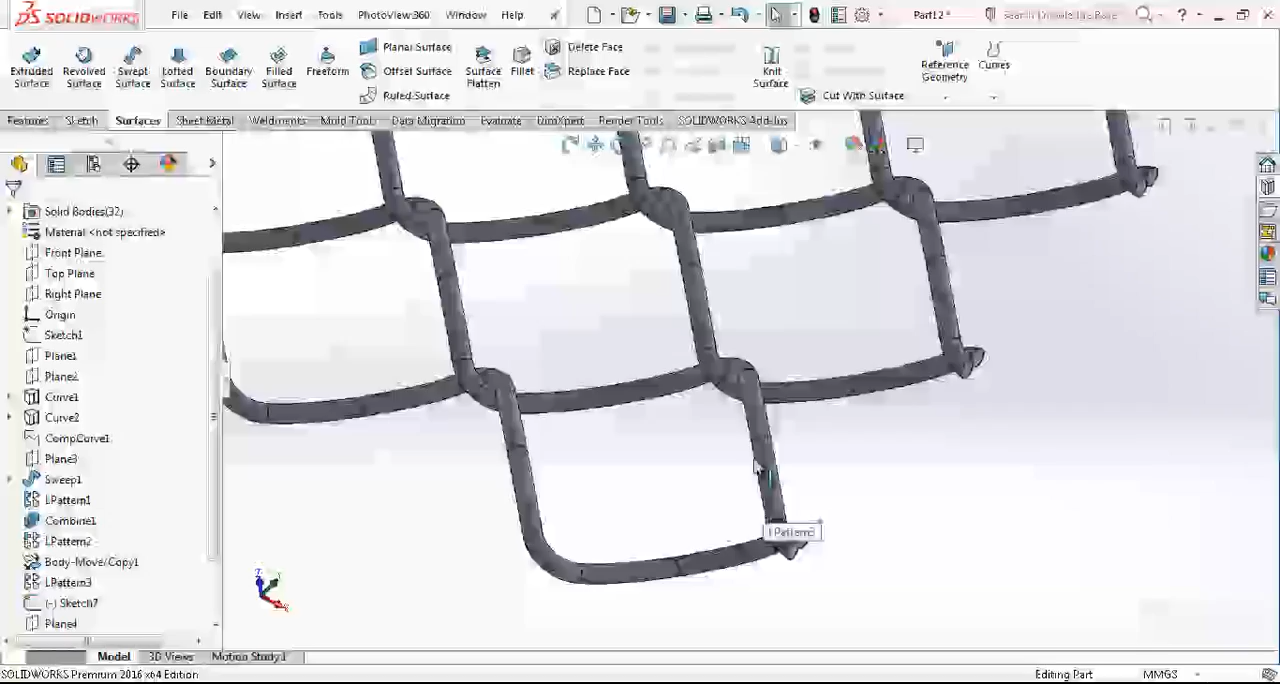 SOLIDWORKS File Edit View Insert Tools PhotoView 360 Window Help Part12 * Search
Extruded Surface
Revolved Surface
Swept Surface
Lofted Surface
Boundary Surface
Filled Surface
Freeform
Planar Surface
Offset Surface
Ruled Surface
Surface Flatten
Fillet
Delete Face
Replace Face
Knit Surface
Cut With Surface
Reference Geometry
Curves
Features Sketch Surfaces Sheet Metal Weldments Mold Tools Data Migration Evaluate DimXpert Render Tools SOLIDWORKS Add-Ins
Solid Bodies(32)
Material <not specified>
Front Plane
Top Plane
Right Plane
Origin
Sketch1
Plane1
Plane2
Curve1
Curve2
CompCurve1
Plane3
Sweep1
LPattern1
Combine1
LPattern2
Body-Move/Copy1
LPattern3
(-) Sketch7
Plane4
Model 3D Views Motion Study 1
SOLIDWORKS Premium 2016 x64 Edition Editing Part MMGS